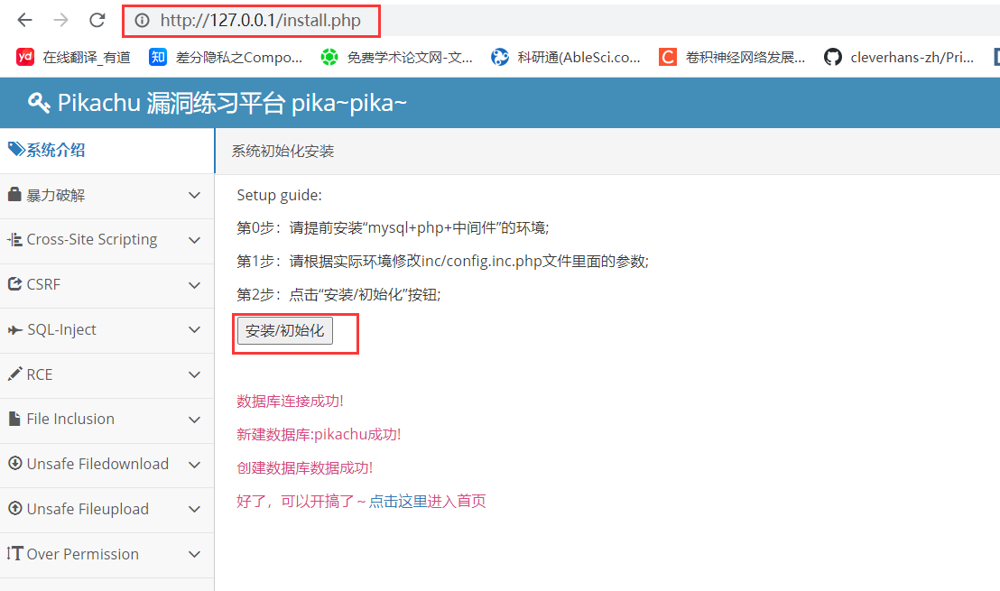 http://127.0.0.1/install.php
yd 在线翻译_有道 知 差分隐私之Compo... 免费学术论文网-文... 科研通(AbleSci.co... C 卷积神经网络发展... cleverhans-zh/Pri...
Pikachu 漏洞练习平台 pika~pika~
系统介绍
系统初始化安装
暴力破解
Cross-Site Scripting
CSRF
SQL-Inject
RCE
File Inclusion
Unsafe Filedownload
Unsafe Fileupload
Over Permission
Setup guide:
第0步：请提前安装“mysql+php+中间件”的环境;
第1步：请根据实际环境修改inc/config.inc.php文件里面的参数;
第2步：点击“安装/初始化”按钮;
安装/初始化
数据库连接成功!
新建数据库:pikachu成功!
创建数据库数据成功!
好了，可以开搞了～点击这里进入首页